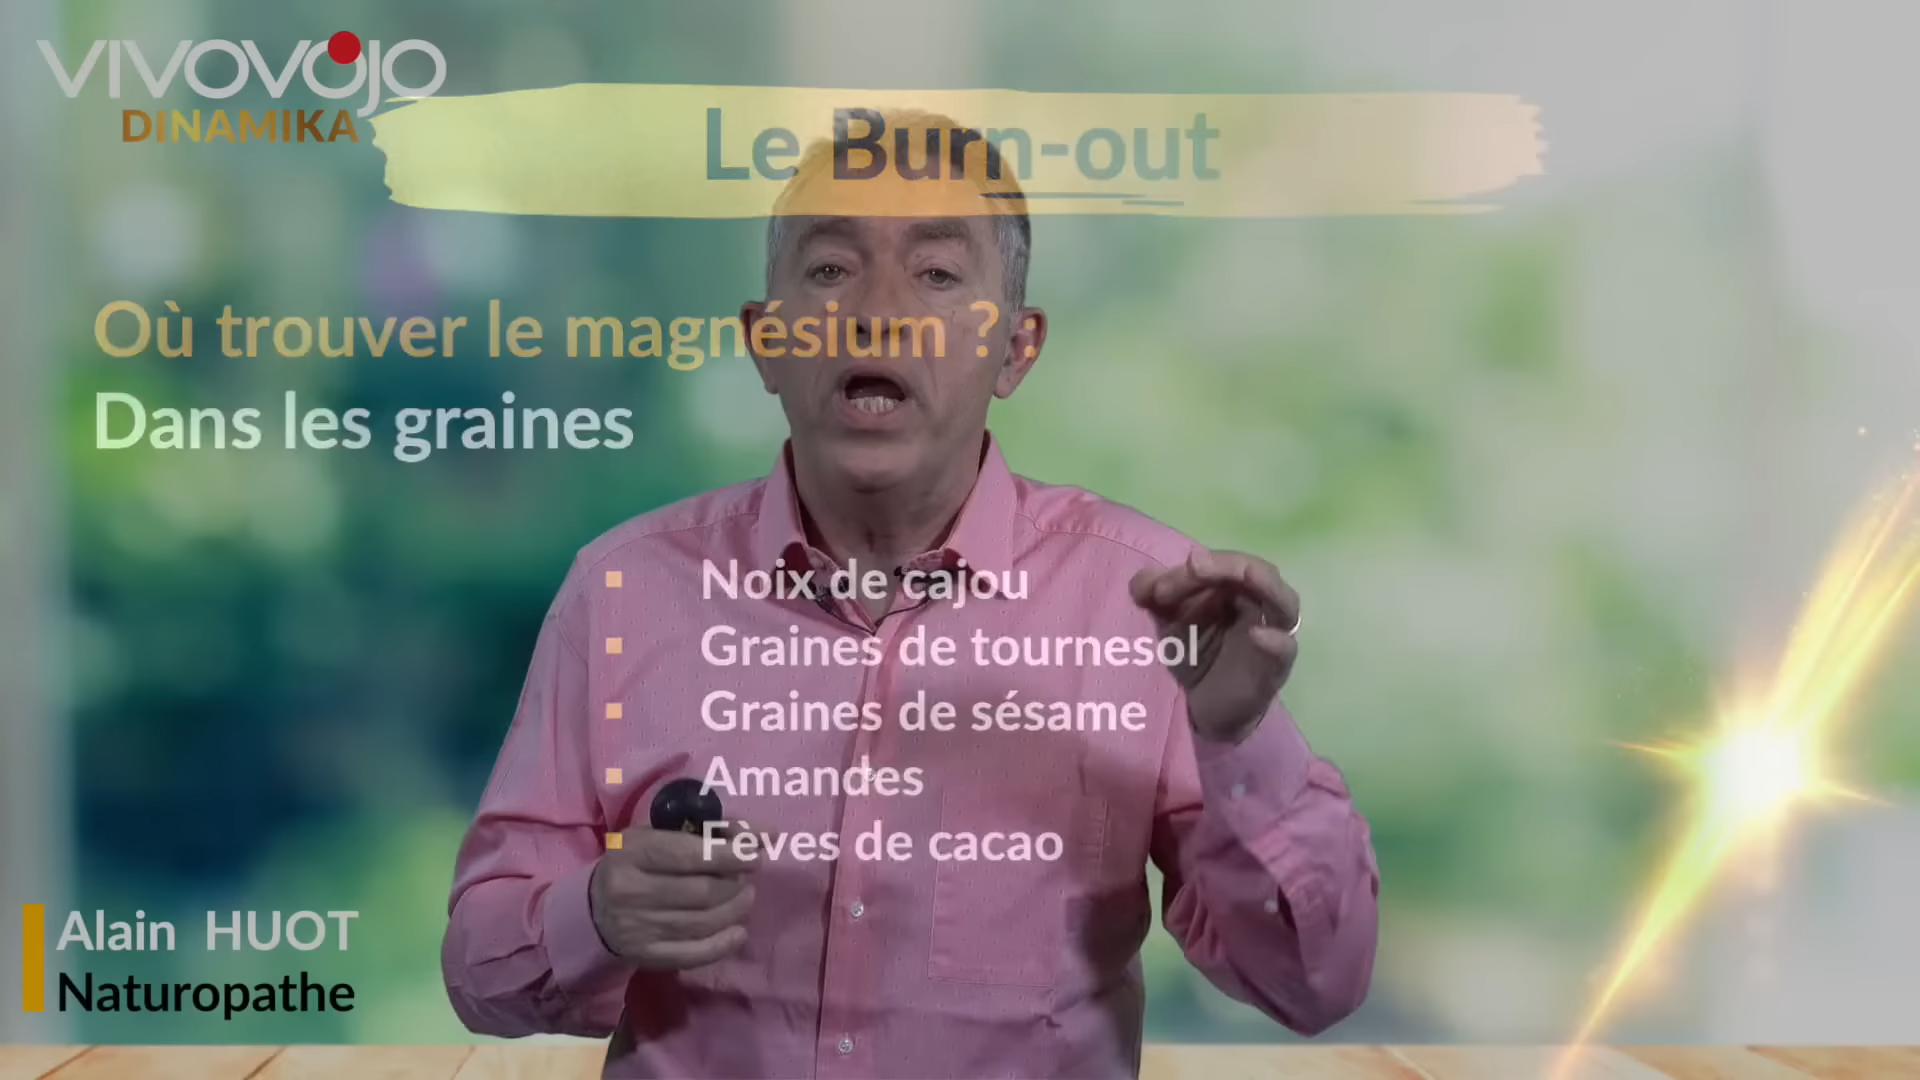 VIVOVOJO
DINAMIKA
Le Burn-out
Où trouver le magnésium ? :
Dans les graines
▪ Noix de cajou
▪ Graines de tournesol
▪ Graines de sésame
▪ Amandes
▪ Fèves de cacao
Alain HUOT
Naturopathe